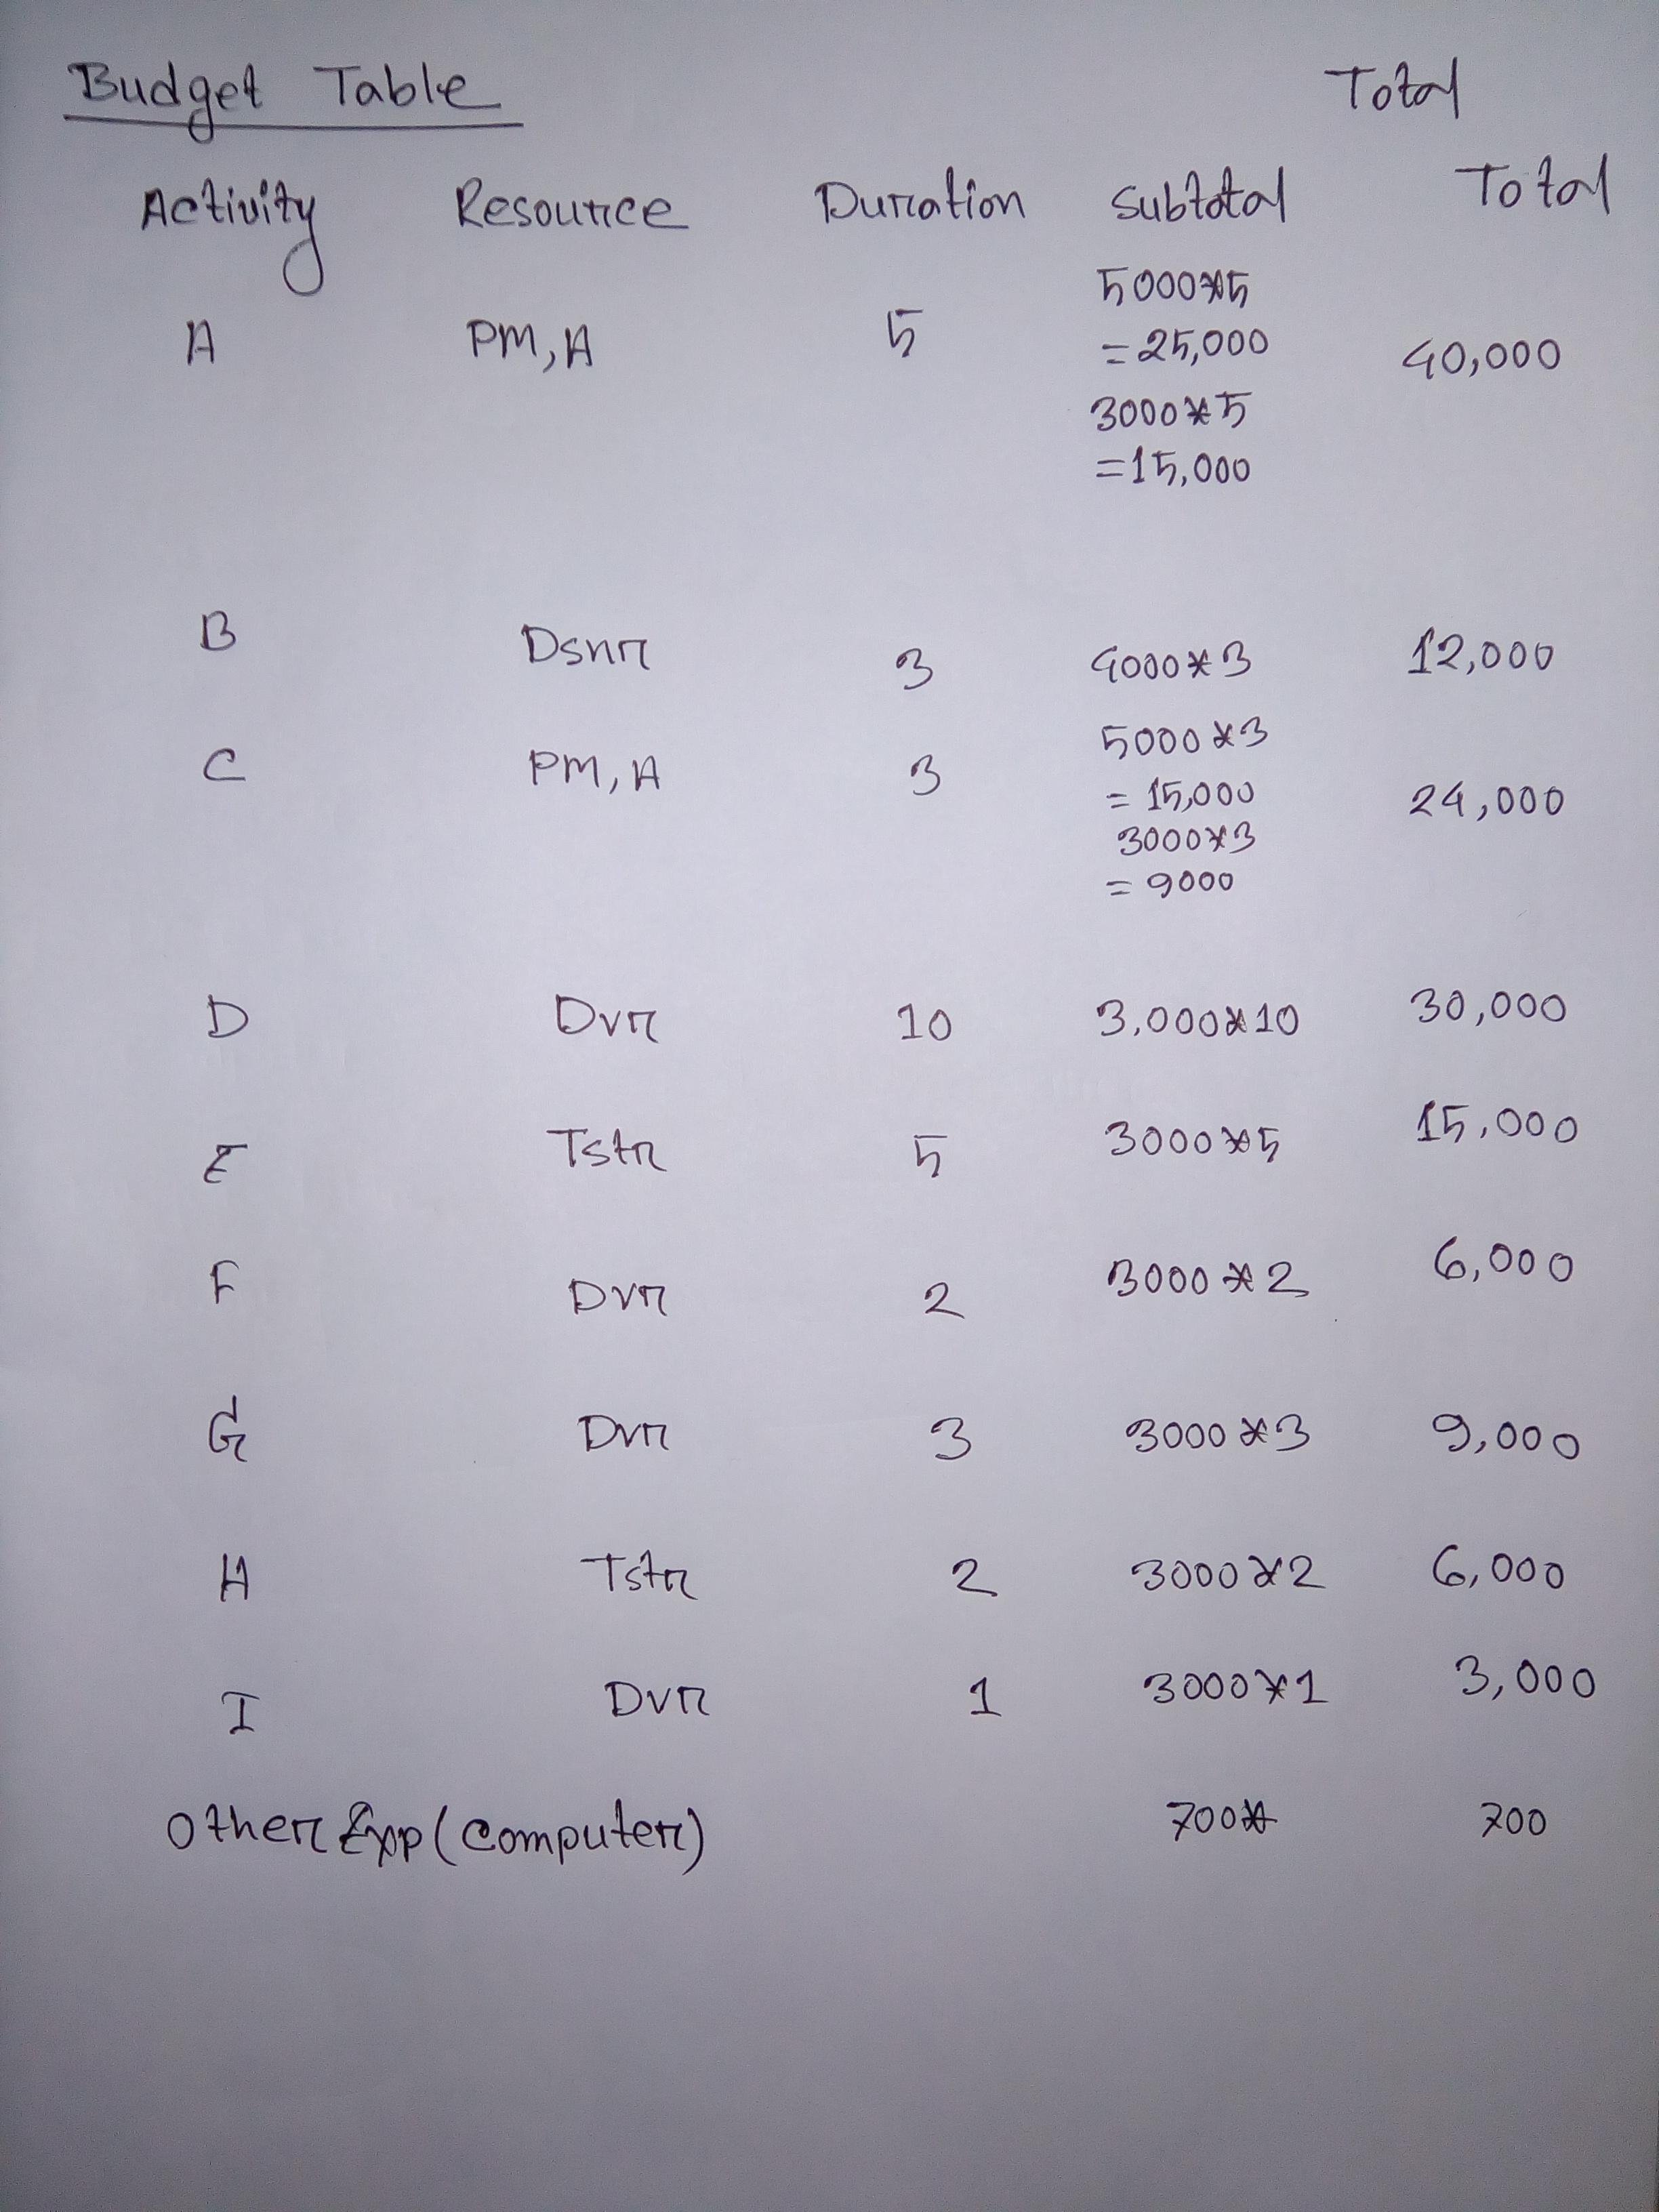 Budget Table Total
Activity Resource Duration Subtotal Total
A PM, A 5 5000*5 40,000
= 25,000
3000*5
= 15,000
B Dsnr 3 4000*3 12,000
C PM, A 3 5000*3 24,000
= 15,000
3000*3
= 9000
D Dvr 10 3,000*10 30,000
E Tstr 5 3000*5 15,000
F Dvr 2 3000*2 6,000
G Dvr 3 3000*3 9,000
H Tstr 2 3000*2 6,000
I Dvr 1 3000*1 3,000
Other Exp (Computer) 700* 700